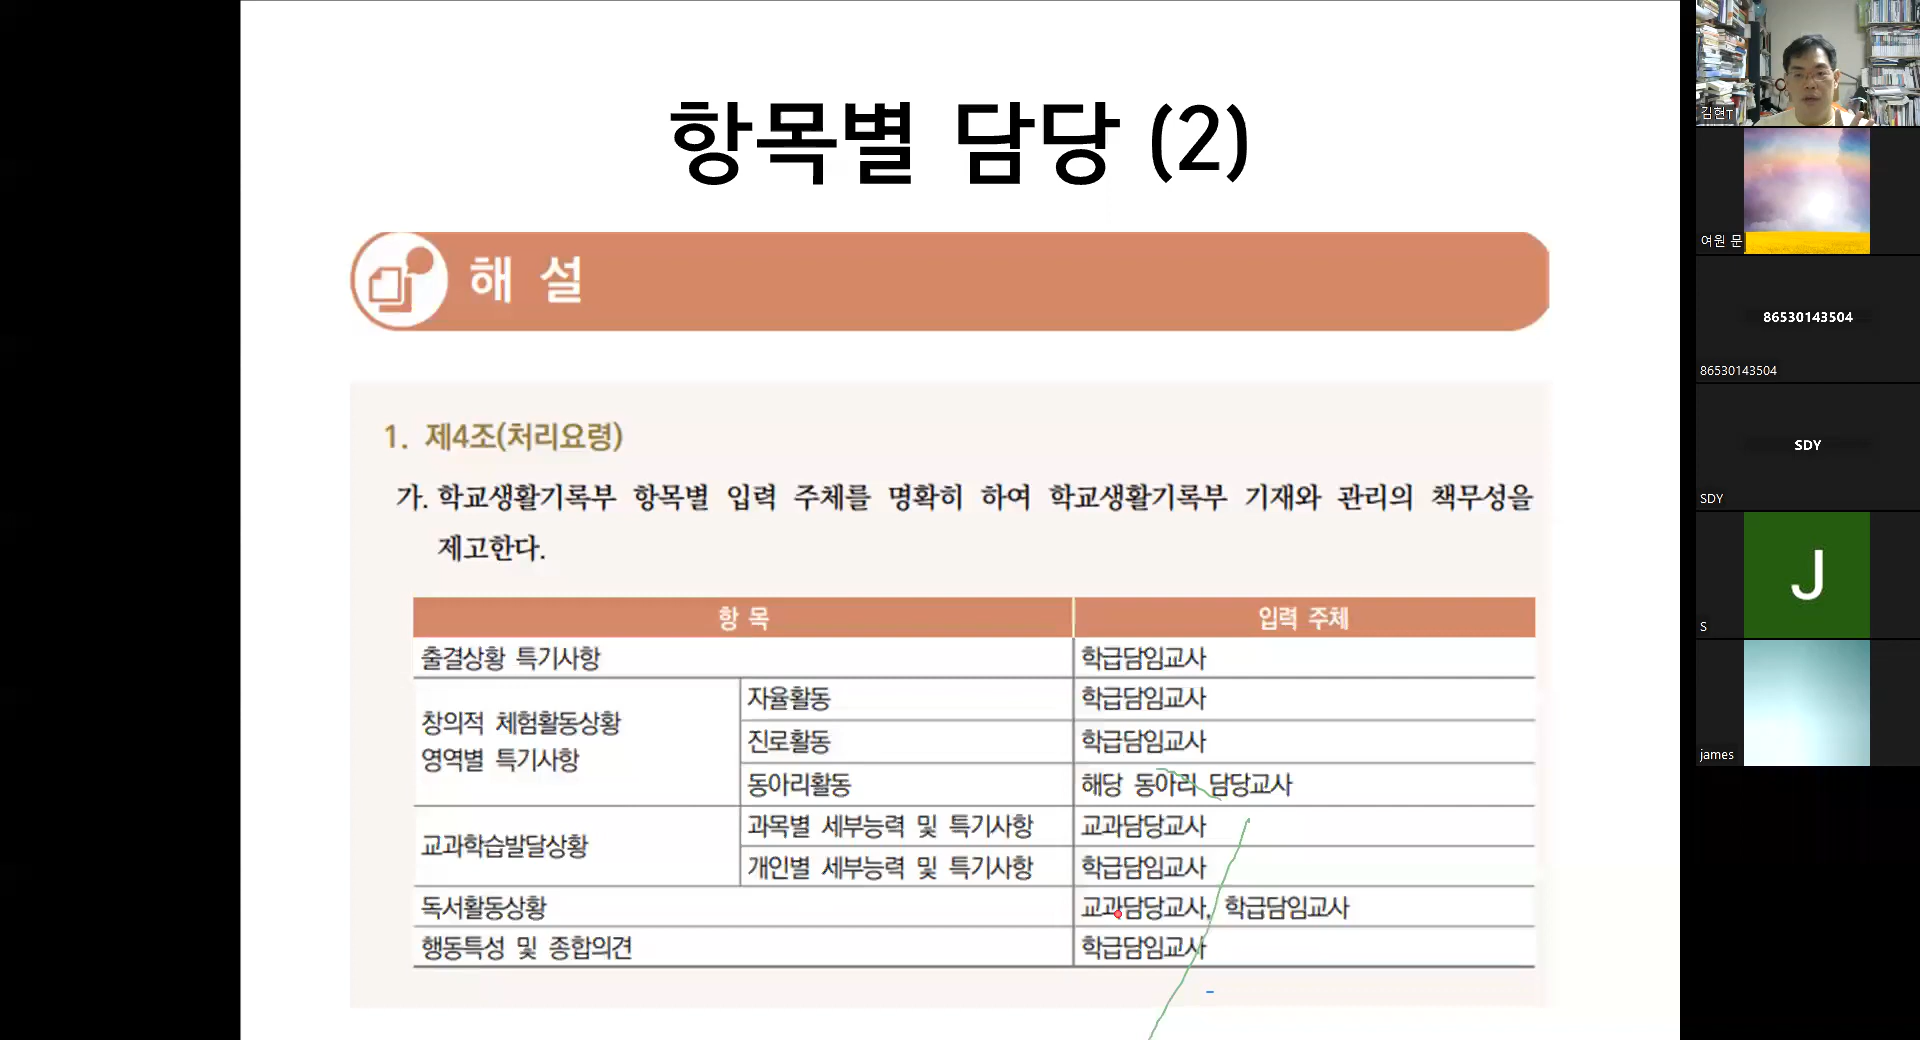 항목별 담당 (2)
해 설
1. 제4조(처리요령)
가. 학교생활기록부 항목별 입력 주체를 명확히 하여 학교생활기록부 기재와 관리의 책무성을
제고한다.
항 목 입력 주체
출결상황 특기사항 학급담임교사
창의적 체험활동상황
영역별 특기사항
자율활동 학급담임교사
진로활동 학급담임교사
동아리활동 해당 동아리 담당교사
교과학습발달상황
과목별 세부능력 및 특기사항 교과담당교사
개인별 세부능력 및 특기사항 학급담임교사
독서활동상황 교과담당교사, 학급담임교사
행동특성 및 종합의견 학급담임교사
김현T
여원 문
86530143504
86530143504
SDY
SDY
J
S
james